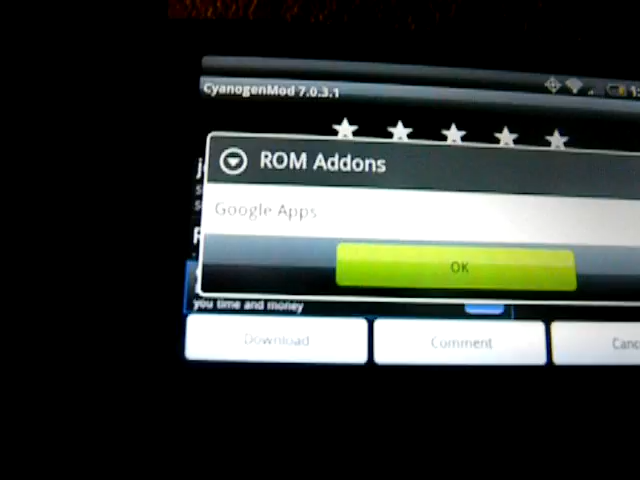 CyanogenMod 7.0.3.1
ROM Addons
Google Apps
OK
you time and money
Download
Comment